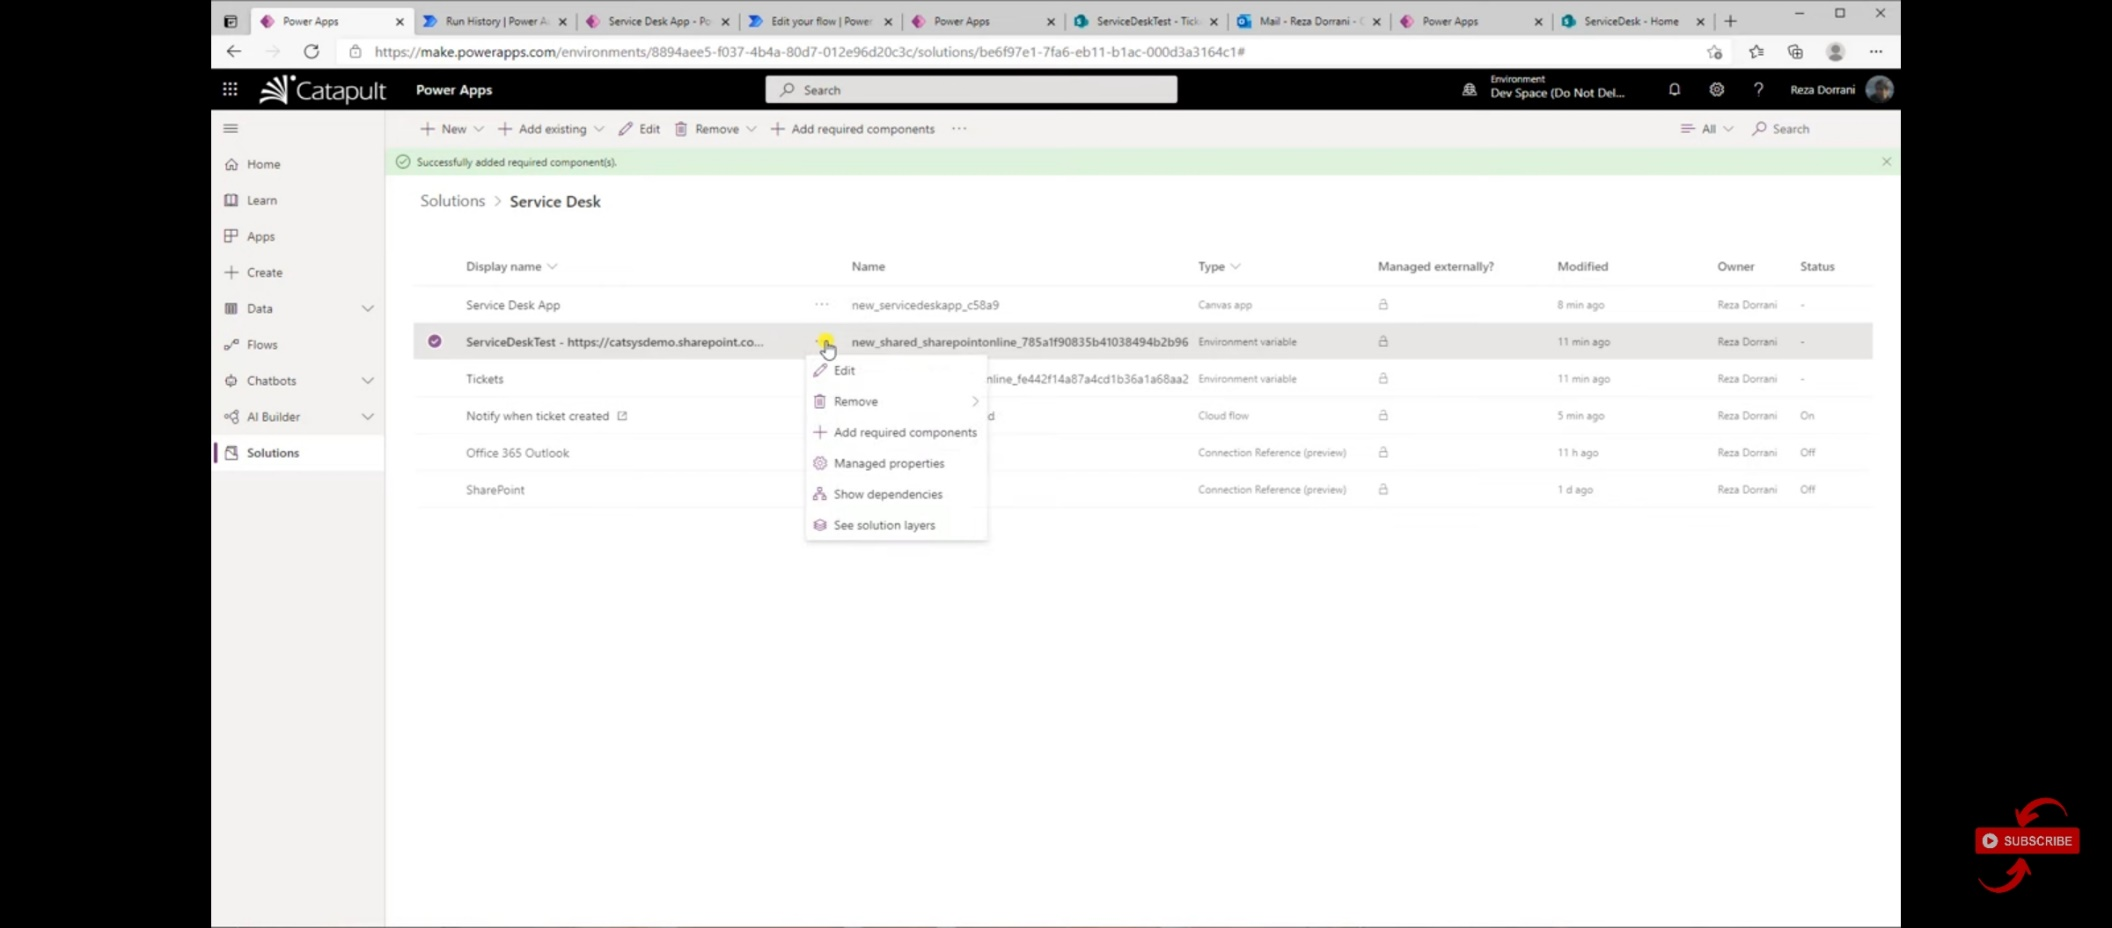 Power Apps
Run History | Power A
Service Desk App - Po
Edit your flow | Power
Power Apps
ServiceDeskTest - Tick
Mail - Reza Dorrani - C
Power Apps
ServiceDesk - Home
https://make.powerapps.com/environments/8894aee5-f037-4b4a-80d7-012e96d20c3c/solutions/be6f97e1-7fa6-eb11-b1ac-000d3a3164c1#
Catapult
Power Apps
Search
Environment
Dev Space (Do Not Del...
?
Reza Dorrani
New
Add existing
Edit
Remove
Add required components
...
All
Search
Successfully added required component(s).
Home
Learn
Apps
Create
Data
Flows
Chatbots
AI Builder
Solutions
Solutions > Service Desk
Display name Name Type Managed externally? Modified Owner Status
Service Desk App ... new_servicedeskapp_c58a9 Canvas app 8 min ago Reza Dorrani -
ServiceDeskTest - https://catsysdemo.sharepoint.co... new_shared_sharepointonline_785a1f90835b41038494b2b96 Environment variable 11 min ago Reza Dorrani -
Tickets nline_fe442f14a87a4cd1b36a1a68aa2 Environment variable 11 min ago Reza Dorrani -
Notify when ticket created d Cloud flow 5 min ago Reza Dorrani On
Office 365 Outlook Connection Reference (preview) 11 h ago Reza Dorrani Off
SharePoint Connection Reference (preview) 1 d ago Reza Dorrani Off
Edit
Remove
Add required components
Managed properties
Show dependencies
See solution layers
SUBSCRIBE